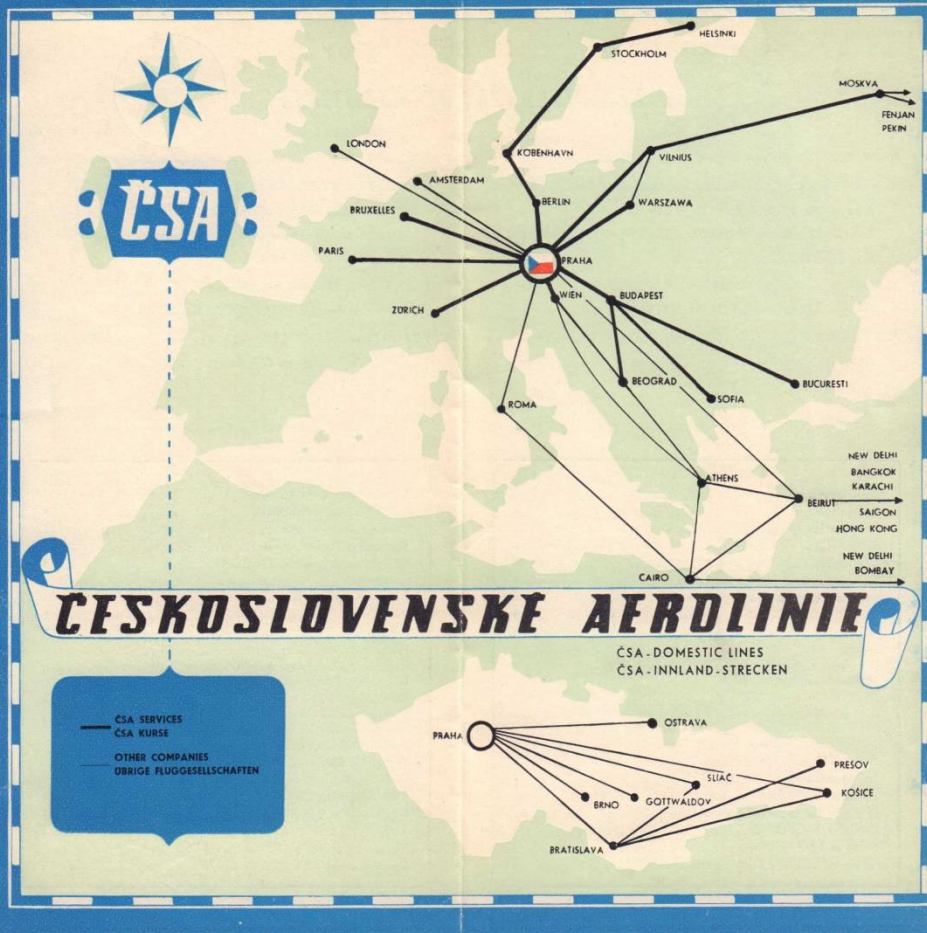 HELSINKI
STOCKHOLM
MOSKVA
FENJAN
PEKIN
LONDON
KOBENHAVN
VILNIUS
AMSTERDAM
BERLIN
WARSZAWA
BRUXELLES
ČSA
PARIS
PRAHA
WIEN
BUDAPEST
ZÜRICH
BEOGRAD
BUCURESTI
SOFIA
ROMA
NEW DELHI
BANGKOK
KARACHI
ATHENS
BEIRUT
SAIGON
HONG KONG
NEW DELHI
BOMBAY
CAIRO
ČESKOSLOVENSKÉ AEROLINIE
ČSA-DOMESTIC LINES
ČSA-INNLAND-STRECKEN
ČSA SERVICES
ČSA KURSE
OTHER COMPANIES
ÜBRIGE FLUGGESELLSCHAFTEN
PRAHA
OSTRAVA
PREŠOV
SLIAČ
KOŠICE
BRNO
GOTTWALDOV
BRATISLAVA